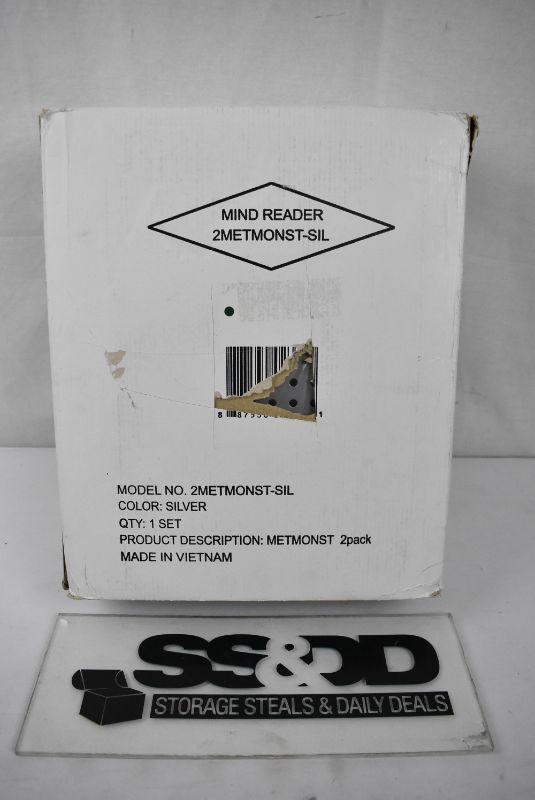 MIND READER
2METMONST-SIL
MODEL NO. 2METMONST-SIL
COLOR: SILVER
QTY: 1 SET
PRODUCT DESCRIPTION: METMONST 2pack
MADE IN VIETNAM
SS&DD
STORAGE STEALS & DAILY DEALS